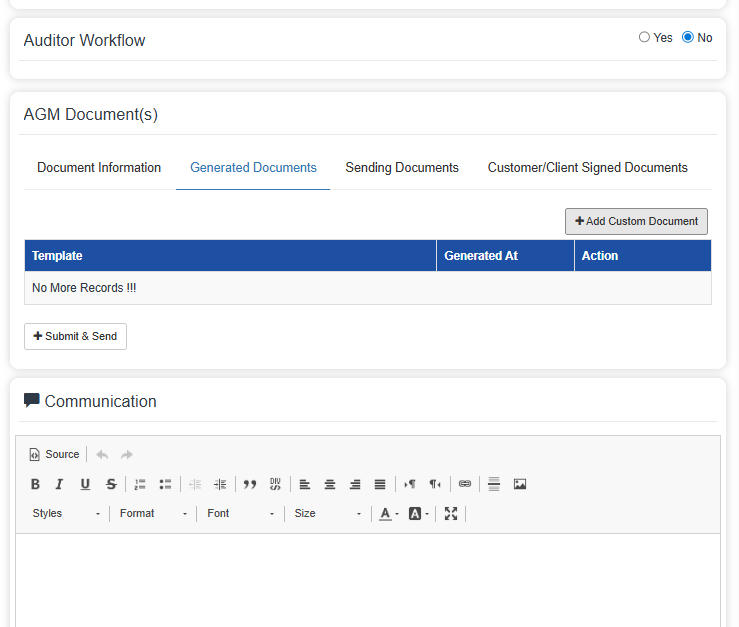 Auditor Workflow
Yes No
AGM Document(s)
Document Information Generated Documents Sending Documents Customer/Client Signed Documents
Add Custom Document
Template Generated At Action
No More Records !!!
Submit & Send
Communication
Source
B I U S DIV
Styles Format Font Size A A